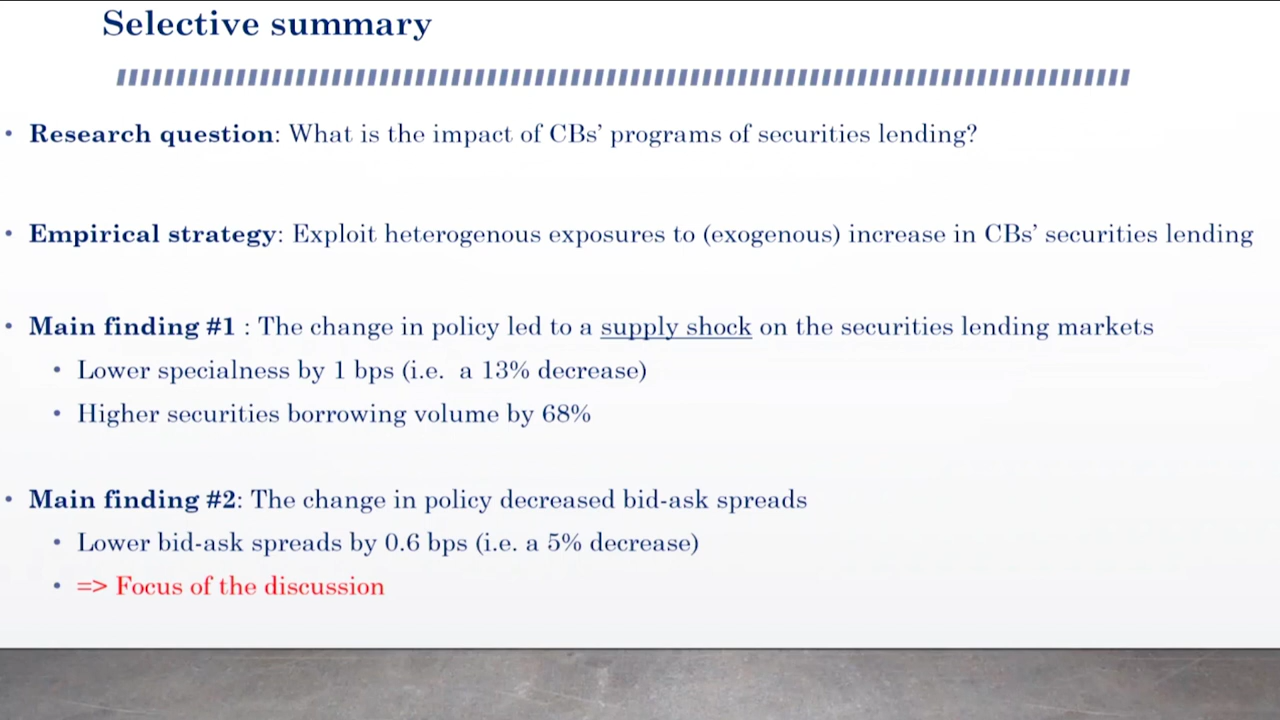 Selective summary
• Research question: What is the impact of CBs’ programs of securities lending?
• Empirical strategy: Exploit heterogenous exposures to (exogenous) increase in CBs’ securities lending
• Main finding #1 : The change in policy led to a supply shock on the securities lending markets
• Lower specialness by 1 bps (i.e. a 13% decrease)
• Higher securities borrowing volume by 68%
• Main finding #2: The change in policy decreased bid-ask spreads
• Lower bid-ask spreads by 0.6 bps (i.e. a 5% decrease)
• => Focus of the discussion